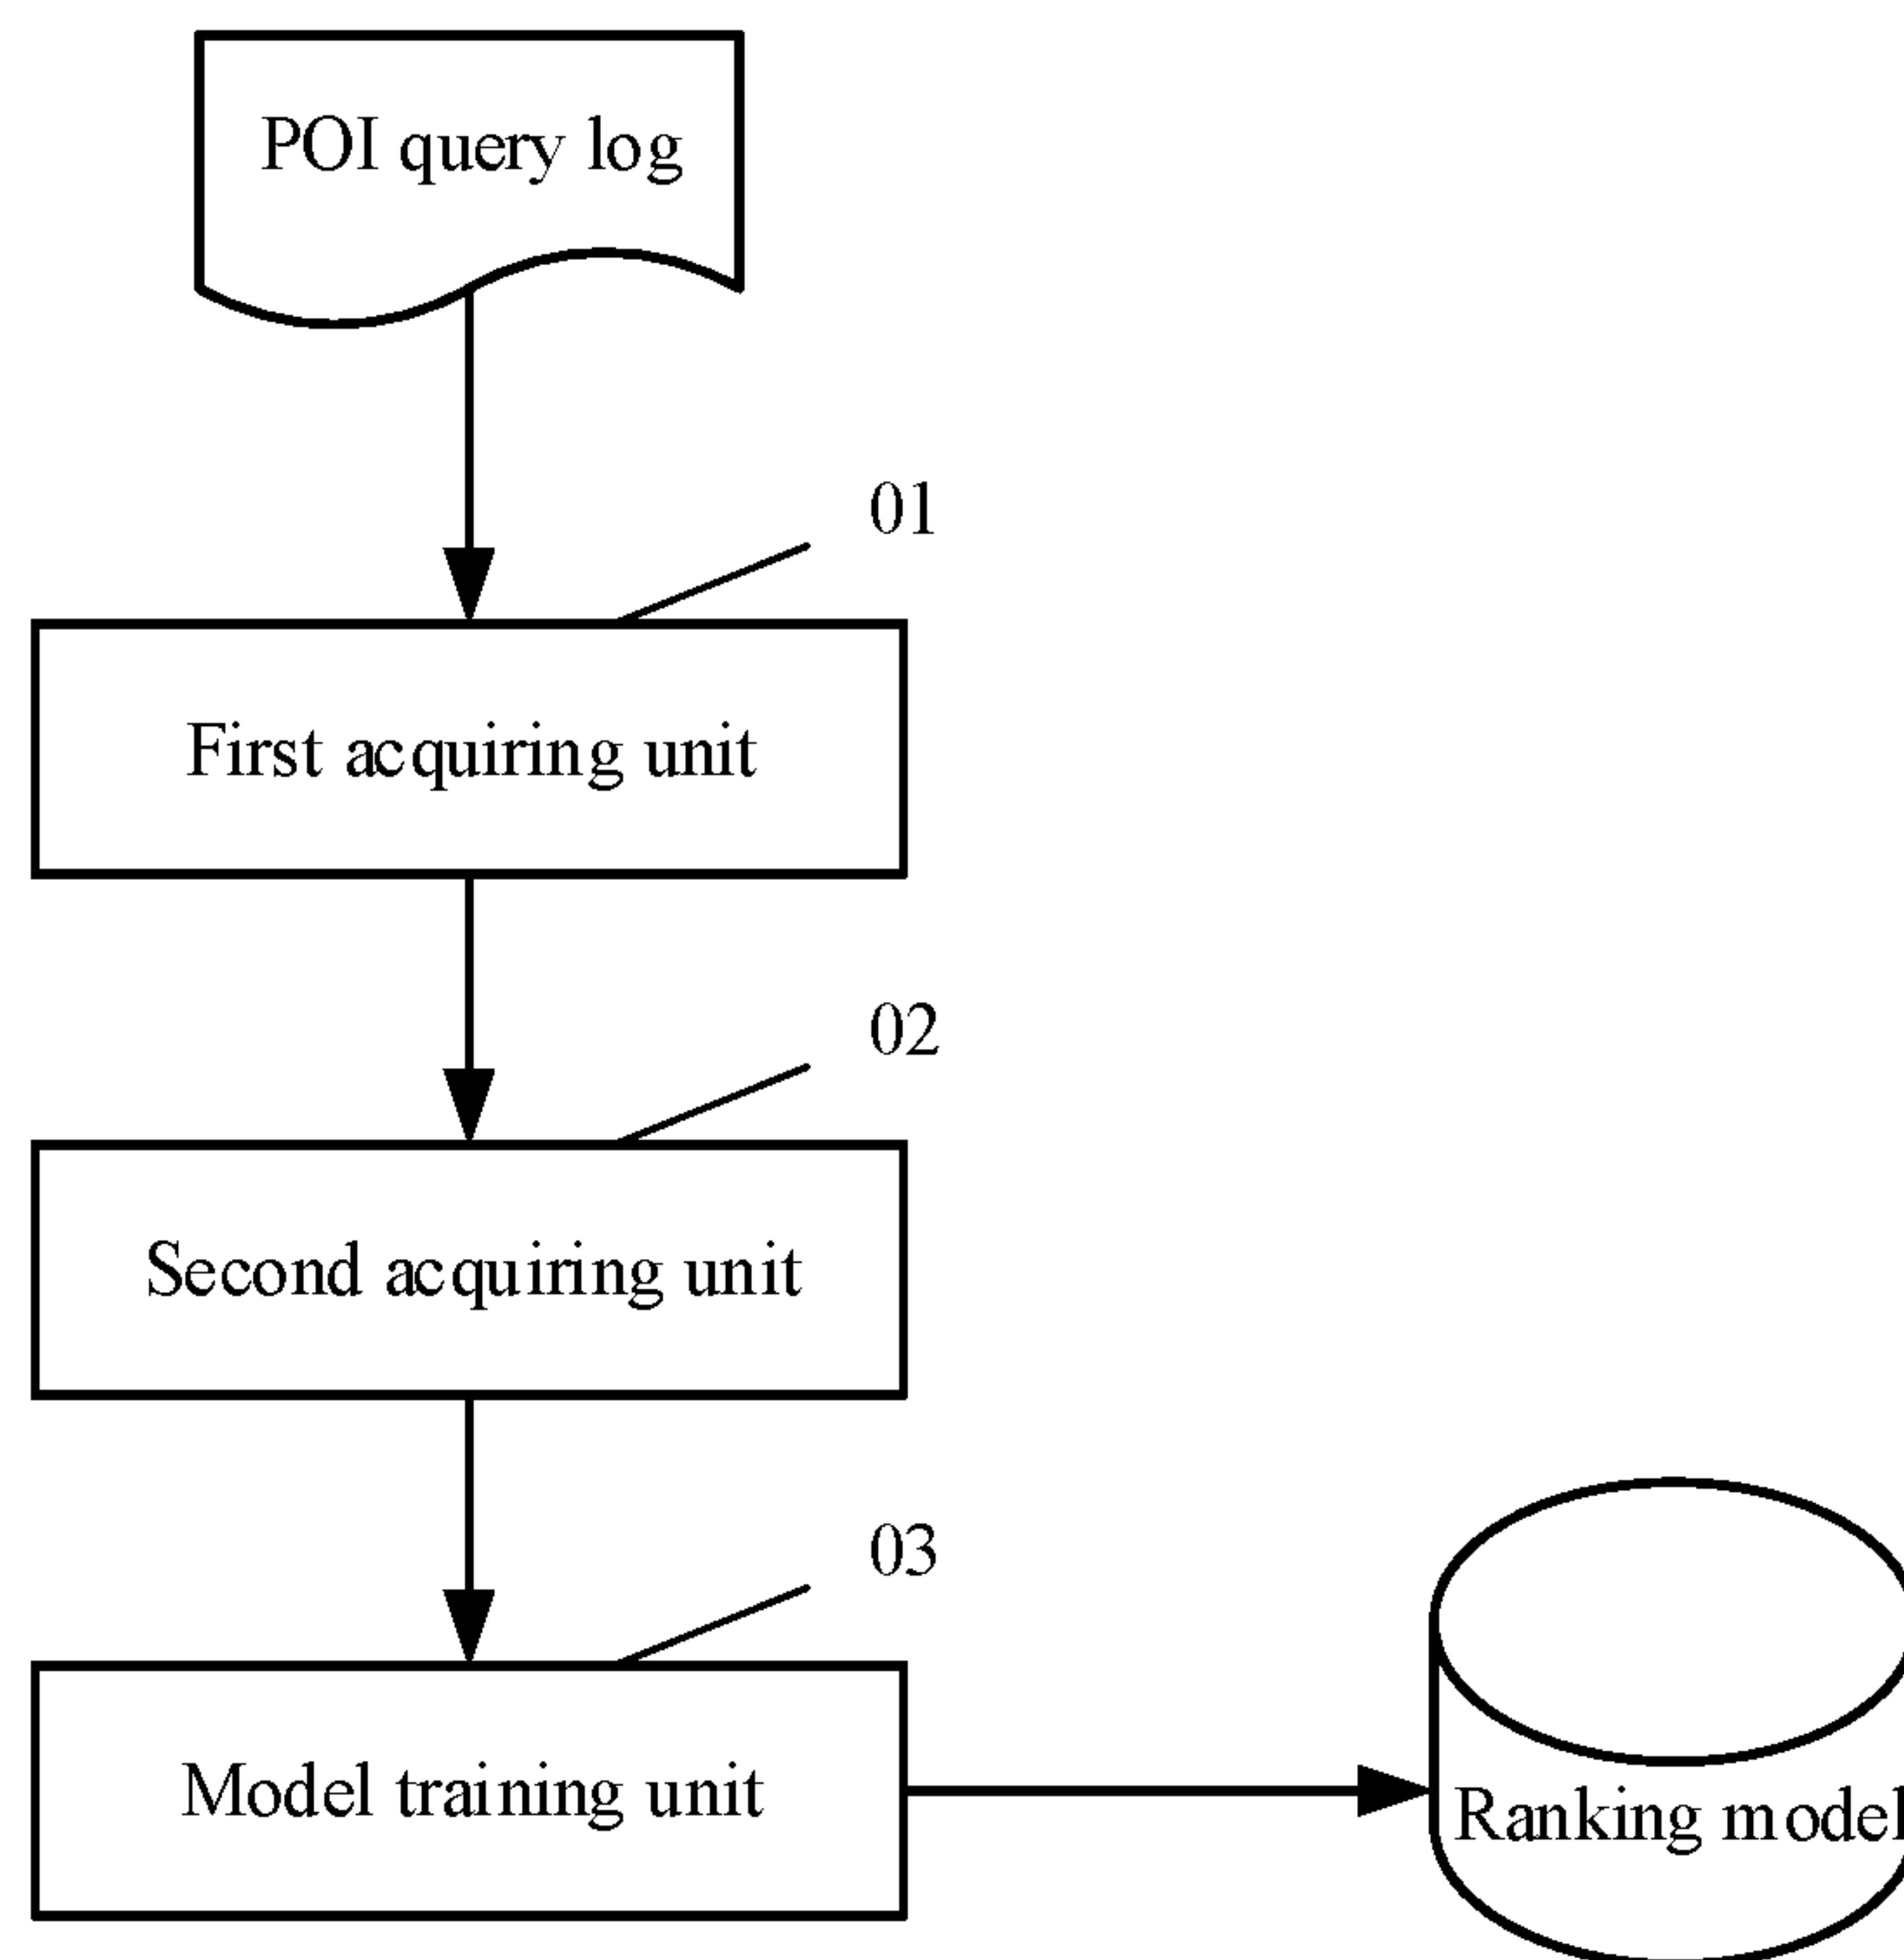 POI query log
01
First acquiring unit
02
Second acquiring unit
03
Model training unit
Ranking model